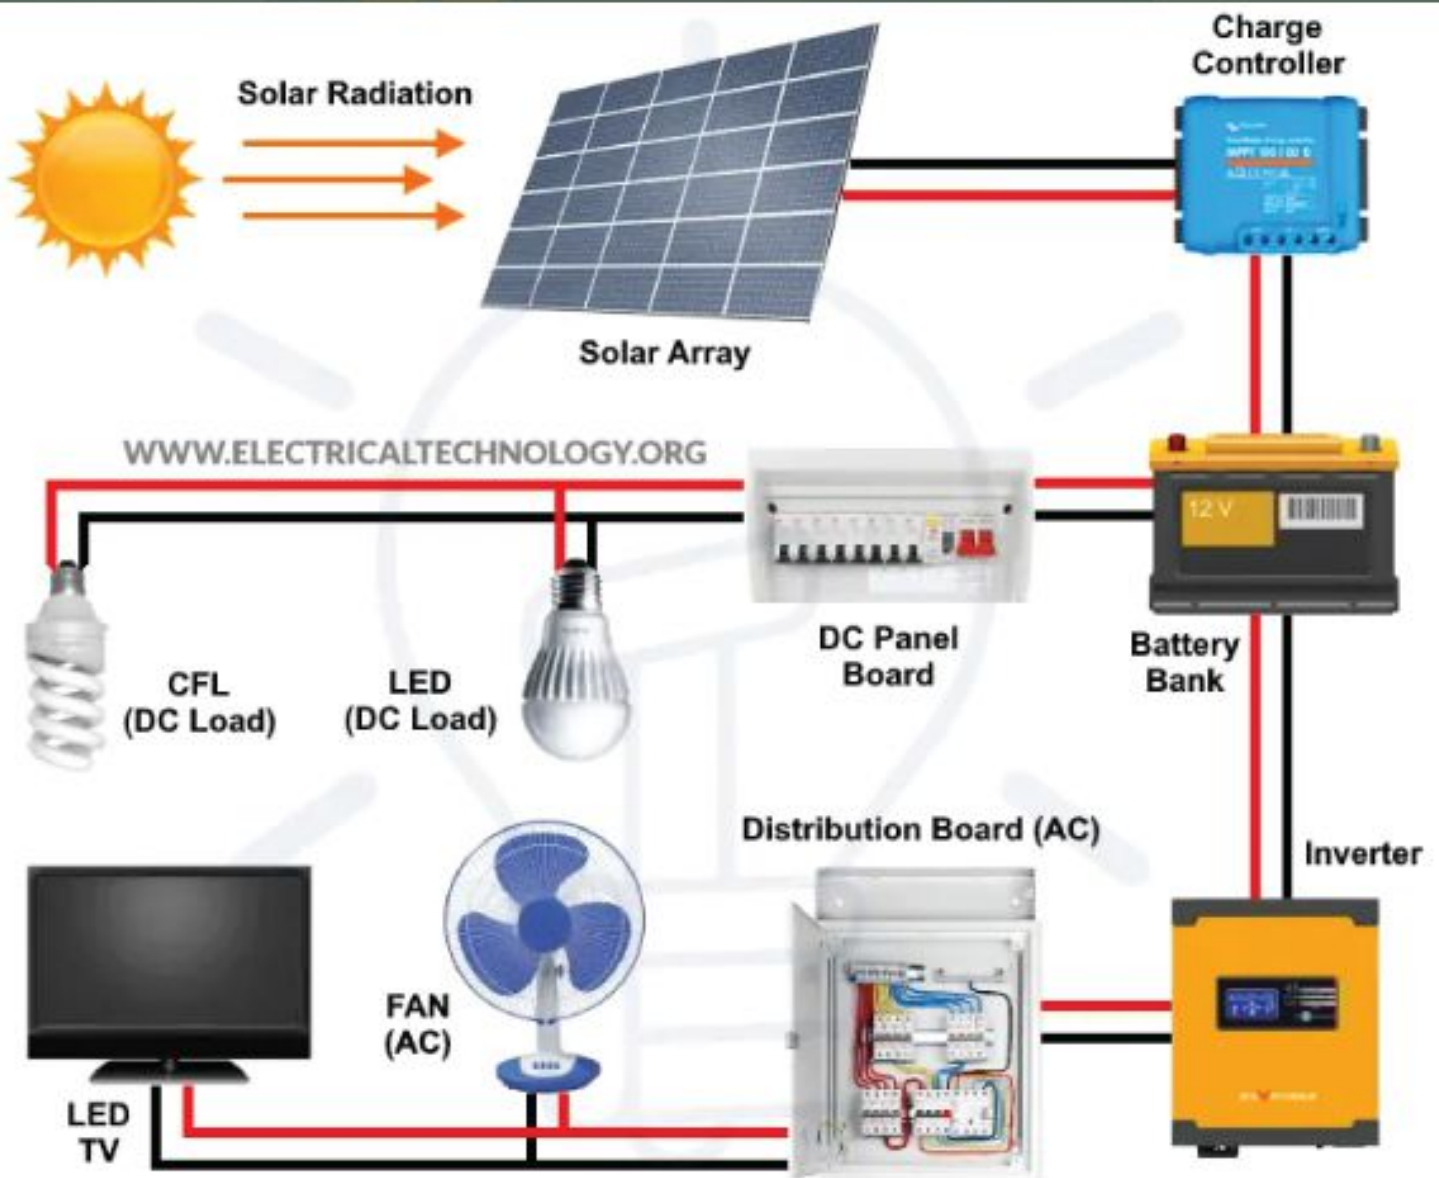 Charge
Controller
Solar Radiation
Solar Array
WWW.ELECTRICALTECHNOLOGY.ORG
12 V
DC Panel
Board
Battery
Bank
CFL
(DC Load)
LED
(DC Load)
Distribution Board (AC)
Inverter
FAN
(AC)
LED
TV